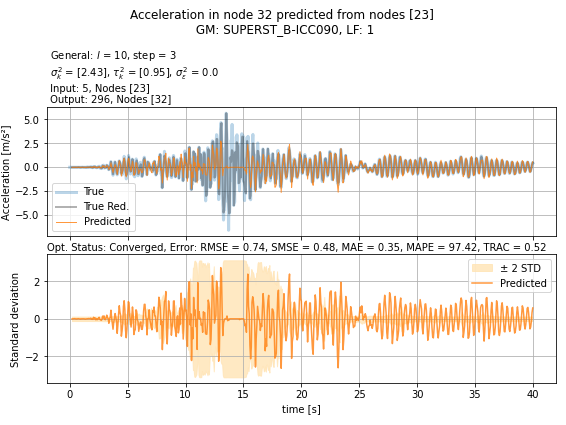 Acceleration in node 32 predicted from nodes [23]
GM: SUPERST_B-ICC090, LF: 1
General: l = 10, step = 3
σ²ₖ = [2.43], τ²ₖ = [0.95], σ²ε = 0.0
Input: 5, Nodes [23]
Output: 296, Nodes [32]
Acceleration [m/s²]
5.0
2.5
0.0
−2.5
−5.0
True
True Red.
Predicted
Opt. Status: Converged, Error: RMSE = 0.74, SMSE = 0.48, MAE = 0.35, MAPE = 97.42, TRAC = 0.52
Standard deviation
2
0
−2
± 2 STD
Predicted
0 5 10 15 20 25 30 35 40
time [s]